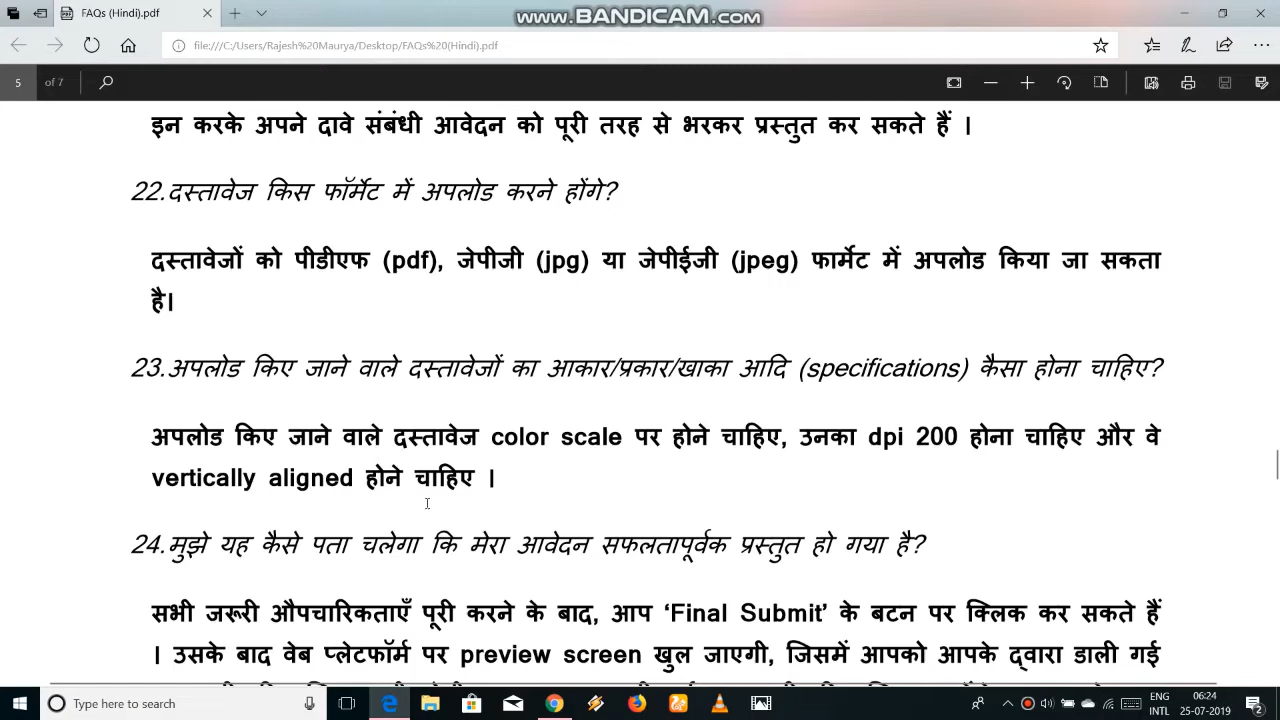 FAQs (Hindi).pdf
www.BANDICAM.com
file:///C:/Users/Rajesh%20Maurya/Desktop/FAQs%20(Hindi).pdf
5 of 7
इन करके अपने दावे संबंधी आवेदन को पूरी तरह से भरकर प्रस्तुत कर सकते हैं ।
22.दस्तावेज किस फॉर्मेट में अपलोड करने होंगे?
दस्तावेजों को पीडीएफ (pdf), जेपीजी (jpg) या जेपीईजी (jpeg) फार्मेट में अपलोड किया जा सकता
है।
23.अपलोड किए जाने वाले दस्तावेजों का आकार/प्रकार/खाका आदि (specifications) कैसा होना चाहिए?
अपलोड किए जाने वाले दस्तावेज color scale पर होने चाहिए, उनका dpi 200 होना चाहिए और वे
vertically aligned होने चाहिए ।
24.मुझे यह कैसे पता चलेगा कि मेरा आवेदन सफलतापूर्वक प्रस्तुत हो गया है?
सभी जरूरी औपचारिकताएँ पूरी करने के बाद, आप ‘Final Submit’ के बटन पर क्लिक कर सकते हैं
। उसके बाद वेब प्लेटफॉर्म पर preview screen खुल जाएगी, जिसमें आपको आपके द्वारा डाली गई
Type here to search
ENG
INTL
06:24
25-07-2019
2